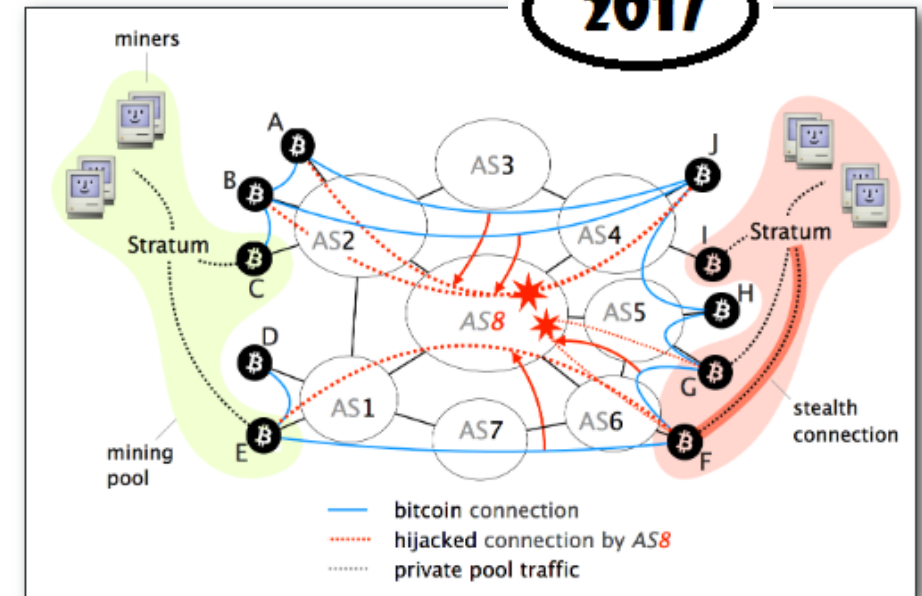 2017
miners
A
J
B
AS3
Stratum
AS2
AS4
I
Stratum
C
H
AS8
AS5
D
G
AS1
AS7
AS6
stealth
connection
mining
pool
E
F
bitcoin connection
hijacked connection by AS8
private pool traffic